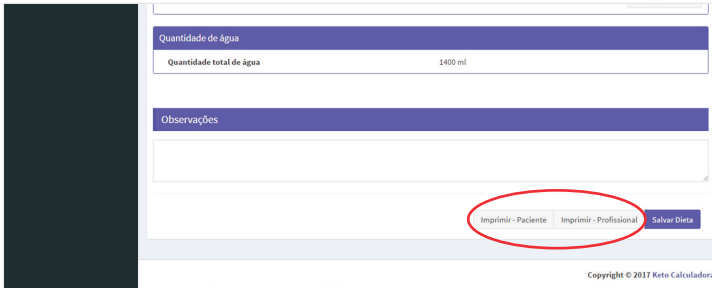 Quantidade de água
Quantidade total de água 1400 ml
Observações
Imprimir - Paciente Imprimir - Profissional Salvar Dieta
Copyright © 2017 Keto Calculadora